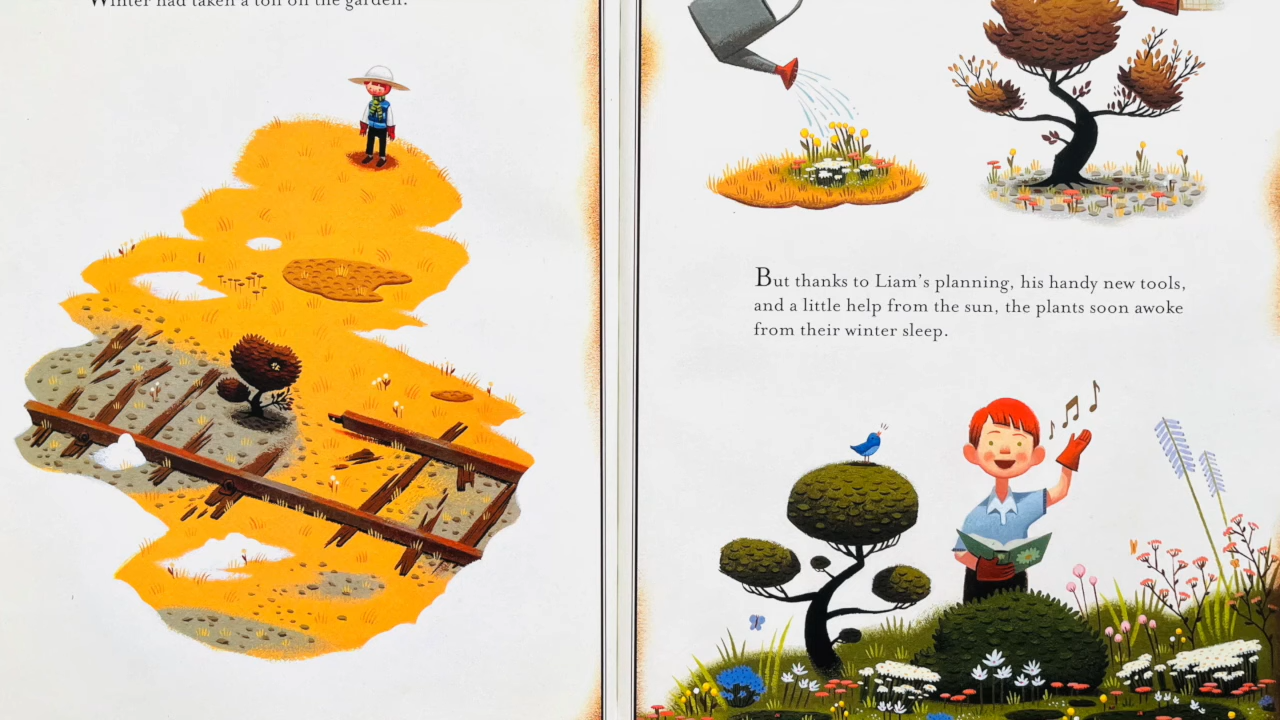 Winter had taken a toll on the garden.
But thanks to Liam's planning, his handy new tools,
and a little help from the sun, the plants soon awoke
from their winter sleep.